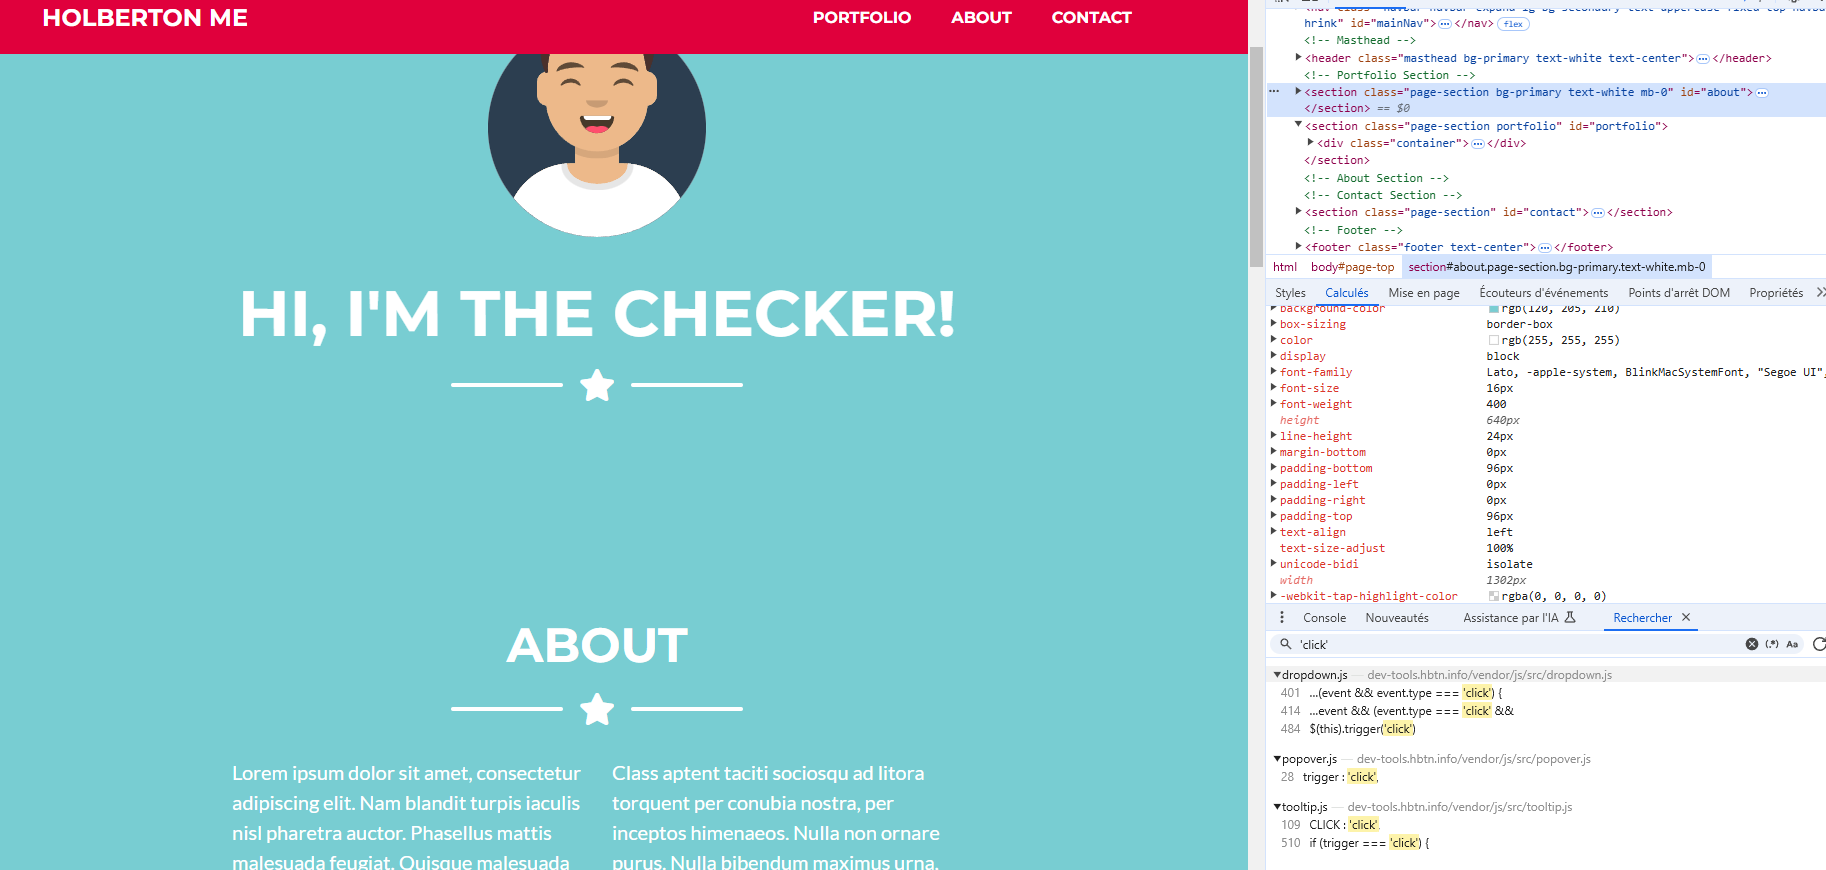 HOLBERTON ME
PORTFOLIO ABOUT CONTACT
HI, I'M THE CHECKER!
ABOUT
Lorem ipsum dolor sit amet, consectetur
adipiscing elit. Nam blandit turpis iaculis
nisl pharetra auctor. Phasellus mattis
malesuada feugiat. Quisque malesuada
Class aptent taciti sociosqu ad litora
torquent per conubia nostra, per
inceptos himenaeos. Nulla non ornare
purus. Nulla bibendum maximus urna,
hrink" id="mainNav">…</nav> flex
<!-- Masthead -->
<header class="masthead bg-primary text-white text-center">…</header>
<!-- Portfolio Section -->
<section class="page-section bg-primary text-white mb-0" id="about">…
</section> == $0
<section class="page-section portfolio" id="portfolio">
<div class="container">…</div>
</section>
<!-- About Section -->
<!-- Contact Section -->
<section class="page-section" id="contact">…</section>
<!-- Footer -->
<footer class="footer text-center">…</footer>
html body#page-top section#about.page-section.bg-primary.text-white.mb-0
Styles Calculés Mise en page Écouteurs d'événements Points d'arrêt DOM Propriétés
background-color rgb(120, 205, 210)
box-sizing border-box
color rgb(255, 255, 255)
display block
font-family Lato, -apple-system, BlinkMacSystemFont, "Segoe UI",
font-size 16px
font-weight 400
height 640px
line-height 24px
margin-bottom 0px
padding-bottom 96px
padding-left 0px
padding-right 0px
padding-top 96px
text-align left
text-size-adjust 100%
unicode-bidi isolate
width 1302px
-webkit-tap-highlight-color rgba(0, 0, 0, 0)
Console Nouveautés Assistance par l'IA Rechercher
'click' (.*) Aa
dropdown.js — dev-tools.hbtn.info/vendor/js/src/dropdown.js
401 …(event && event.type === 'click') {
414 …event && (event.type === 'click' &&
484 $(this).trigger('click')
popover.js — dev-tools.hbtn.info/vendor/js/src/popover.js
28 trigger : 'click',
tooltip.js — dev-tools.hbtn.info/vendor/js/src/tooltip.js
109 CLICK : 'click'
510 if (trigger === 'click') {